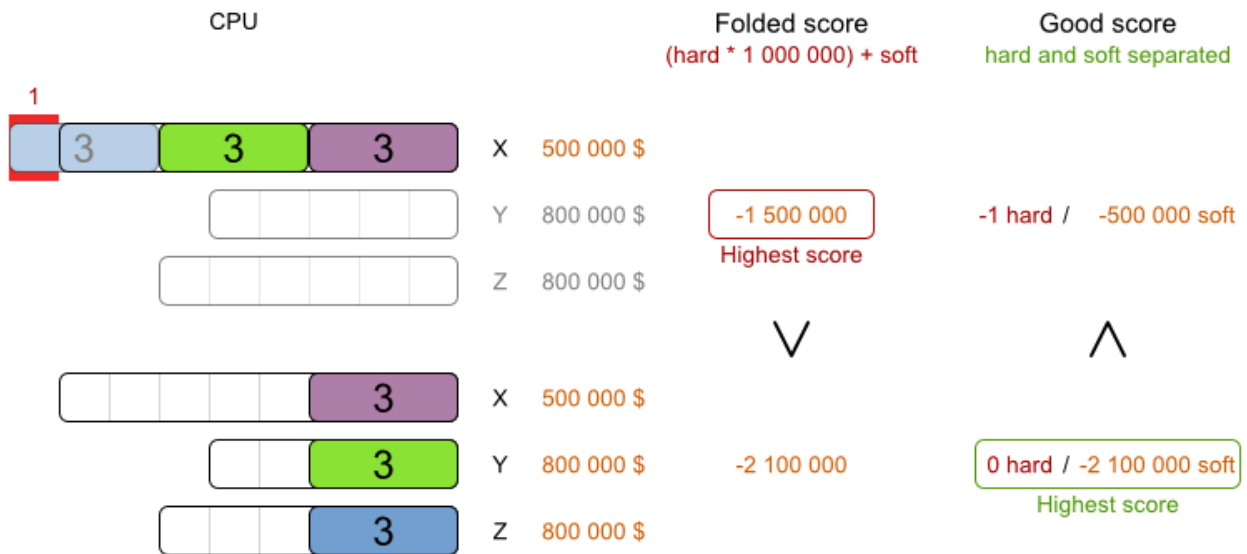 CPU
Folded score
Good score
(hard * 1 000 000) + soft
hard and soft separated
1
3 3 3 X 500 000 $
Y 800 000 $ -1 500 000 -1 hard / -500 000 soft
Highest score
Z 800 000 $
3 X 500 000 $
3 Y 800 000 $ -2 100 000 0 hard / -2 100 000 soft
Highest score
3 Z 800 000 $